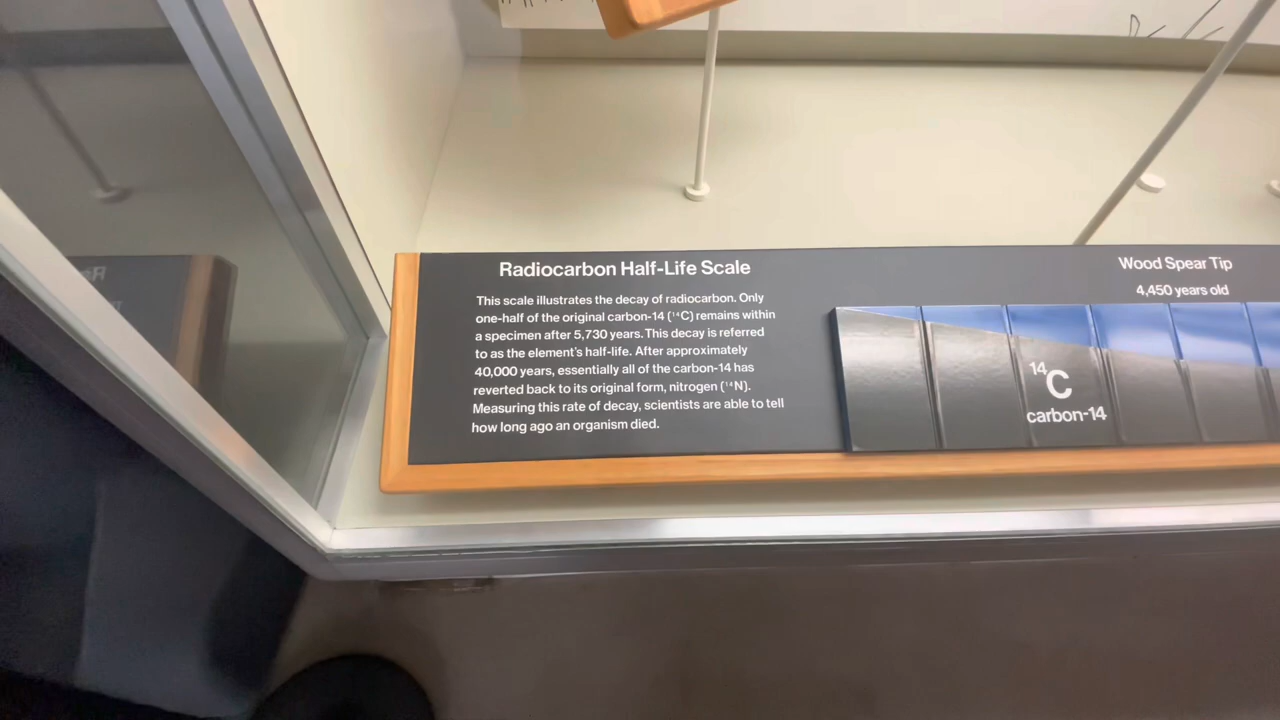 Radiocarbon Half-Life Scale
This scale illustrates the decay of radiocarbon. Only
one-half of the original carbon-14 (¹⁴C) remains within
a specimen after 5,730 years. This decay is referred
to as the element's half-life. After approximately
40,000 years, essentially all of the carbon-14 has
reverted back to its original form, nitrogen (¹⁴N).
Measuring this rate of decay, scientists are able to tell
how long ago an organism died.
Wood Spear Tip
4,450 years old
¹⁴C
carbon-14